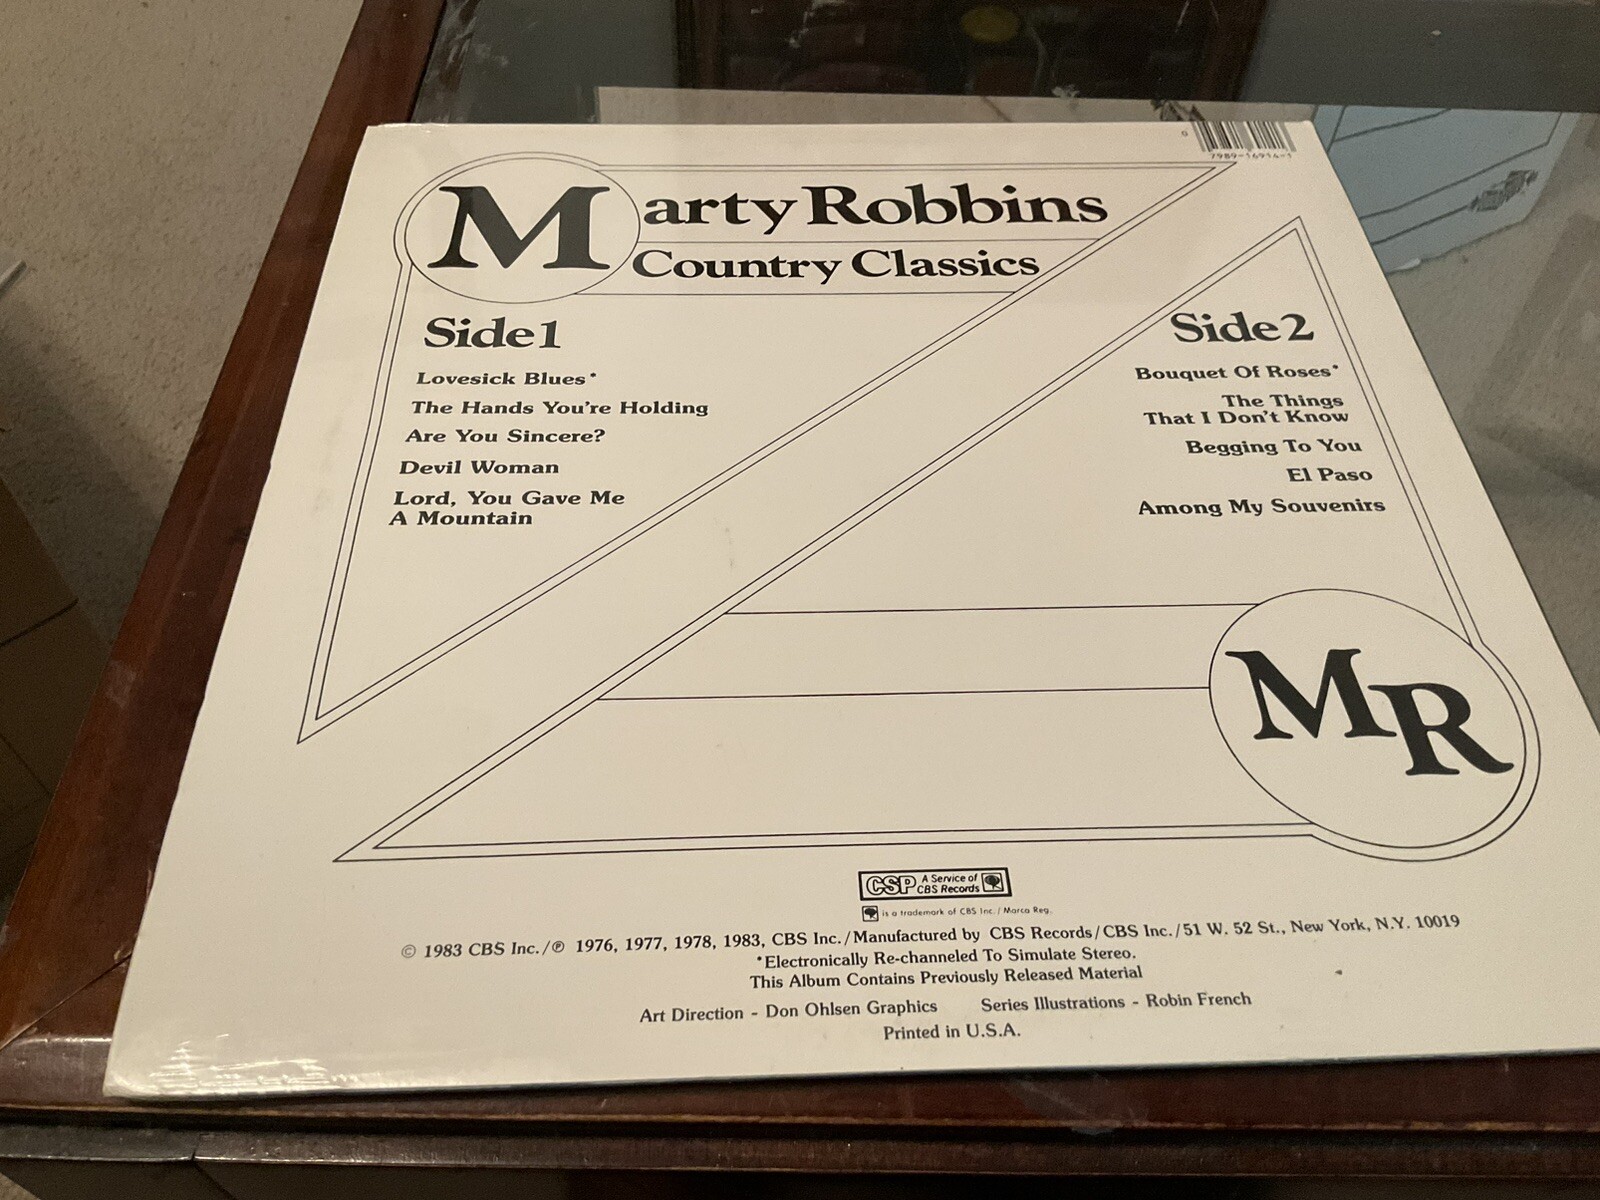 0
7989-16914-1
Marty Robbins
Country Classics
Side 1
Lovesick Blues*
The Hands You're Holding
Are You Sincere?
Devil Woman
Lord, You Gave Me
A Mountain
Side 2
Bouquet Of Roses*
The Things
That I Don't Know
Begging To You
El Paso
Among My Souvenirs
MR
CSP A Service of
CBS Records
is a trademark of CBS Inc./Marca Reg.
© 1983 CBS Inc./℗ 1976, 1977, 1978, 1983, CBS Inc./Manufactured by CBS Records/CBS Inc./51 W. 52 St., New York, N.Y. 10019
*Electronically Re-channeled To Simulate Stereo.
This Album Contains Previously Released Material
Art Direction - Don Ohlsen Graphics Series Illustrations - Robin French
Printed in U.S.A.